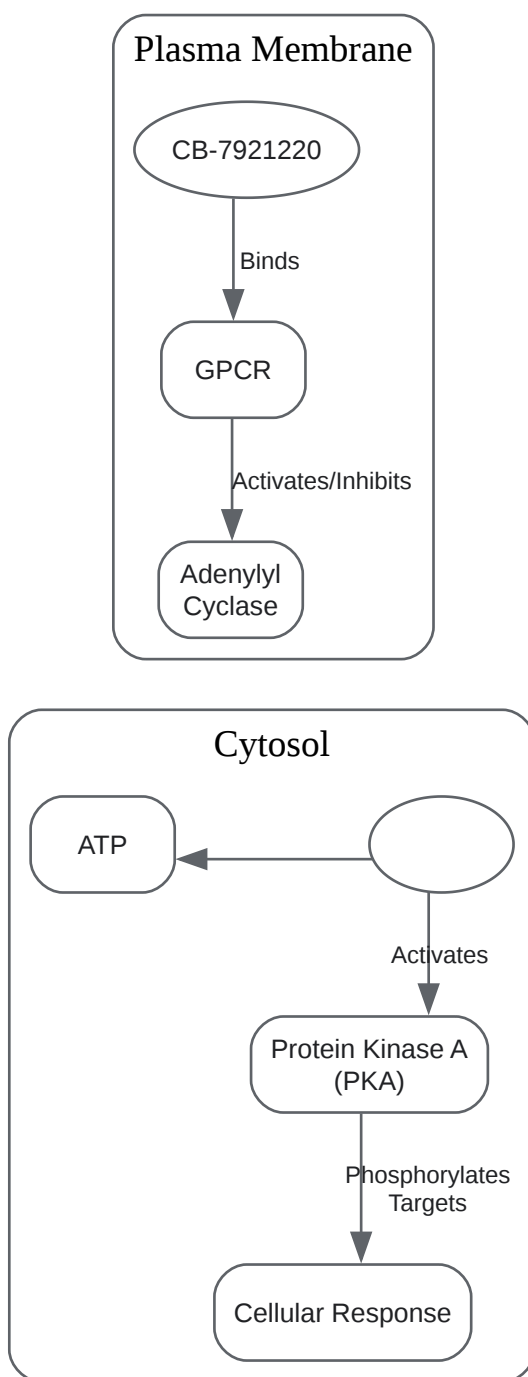 Plasma Membrane
CB-7921220
Binds
GPCR
Activates/Inhibits
Adenylyl
Cyclase
Cytosol
ATP
Activates
Protein Kinase A
(PKA)
Phosphorylates
Targets
Cellular Response